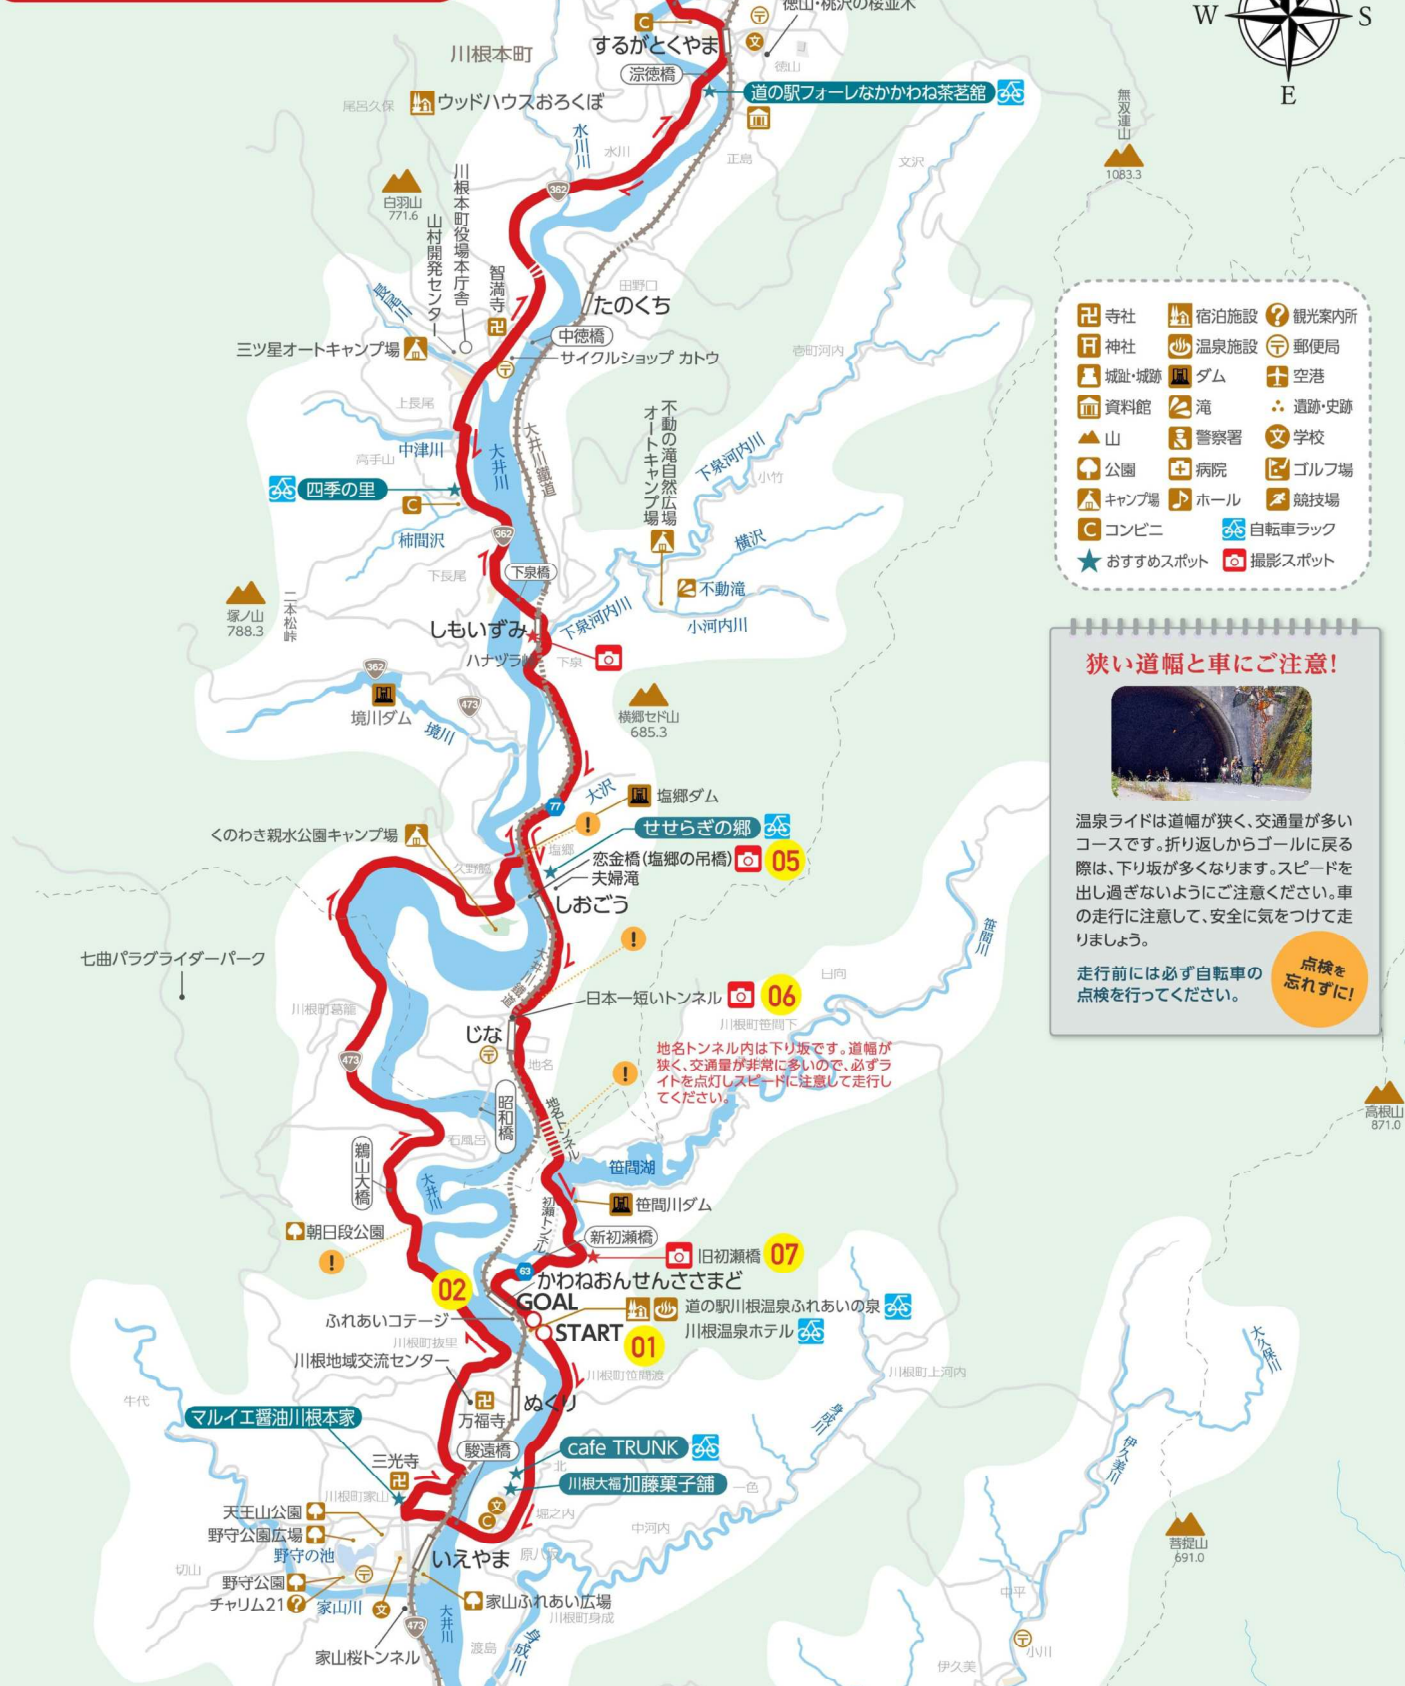 徳山・桃沢の桜並木
W
S
E
C
〒
するがとくやま
文
川根本町
淙徳橋
徳山
道の駅フォーレなかかわね茶茗舘
尾呂久保
ウッドハウスおろくぼ
水川川
水川
正島
文沢
無双連山
1083.3
362
白羽山
771.6
川根本町役場本庁舎
山村開発センター
智満寺
卍
田野口
たのくち
長尾川
中徳橋
三ツ星オートキャンプ場
サイクルショップ カトウ
〒
壱町河内
上長尾
不動の滝自然広場
オートキャンプ場
中津川
大井川
大井川鐵道
高手山
下泉河内川
小竹
四季の里
C
362
柿間沢
横沢
下長尾
下泉橋
不動滝
塚ノ山
788.3
二本松峠
しもいずみ
下泉河内川
小河内川
下泉
362
473
境川ダム
境川
横郷セド山
685.3
卍 寺社
宿泊施設
? 観光案内所
神社
温泉施設
〒 郵便局
城趾・城跡
ダム
空港
資料館
滝
遺跡・史跡
山
警察署
文 学校
公園
病院
ゴルフ場
キャンプ場
ホール
競技場
C コンビニ
自転車ラック
おすすめスポット
撮影スポット
狭い道幅と車にご注意!
温泉ライドは道幅が狭く、交通量が多い
コースです。折り返しからゴールに戻る
際は、下り坂が多くなります。スピードを
出し過ぎないようにご注意ください。車
の走行に注意して、安全に気をつけて走
りましょう。
走行前には必ず自転車の
点検を行ってください。
点検を
忘れずに!
大沢
77
塩郷ダム
!
せせらぎの郷
くのわき親水公園キャンプ場
塩郷
久野脇
恋金橋(塩郷の吊橋)
05
夫婦滝
しおごう
七曲パラグライダーパーク
!
大井川鐵道
笹間川
日向
日本一短いトンネル
06
川根町葛籠
川根町笹間下
じな
〒
地名
地名トンネル内は下り坂です。道幅が
狭く、交通量が非常に多いので、必ずラ
イトを点灯しスピードに注意して走行し
てください。
473
!
昭和橋
地名トンネル
石風呂
高根山
871.0
鵜山大橋
大井川
笹間湖
笹間川ダム
初瀬トンネル
朝日段公園
!
新初瀬橋
旧初瀬橋
07
63
かわねおんせんささまど
02
GOAL
道の駅川根温泉ふれあいの泉
ふれあいコテージ
START
01
川根温泉ホテル
川根町抜里
川根地域交流センター
川根町笹間渡
川根町上河内
大久保川
卍
万福寺
ぬくり
牛代
マルイエ醤油川根本家
身成川
駿遠橋
cafe TRUNK
伊久美川
三光寺
卍
北
川根大福 加藤菓子舗
一色
川根町家山
文
C
堀之内
中河内
天王山公園
野守公園広場
野守の池
いえやま
菩提山
691.0
切山
野守公園
〒
チャリム21
?
家山川
文
家山ふれあい広場
川根町身成
中平
473
大井川
渡島
身成川
家山桜トンネル
〒
小川
伊久美